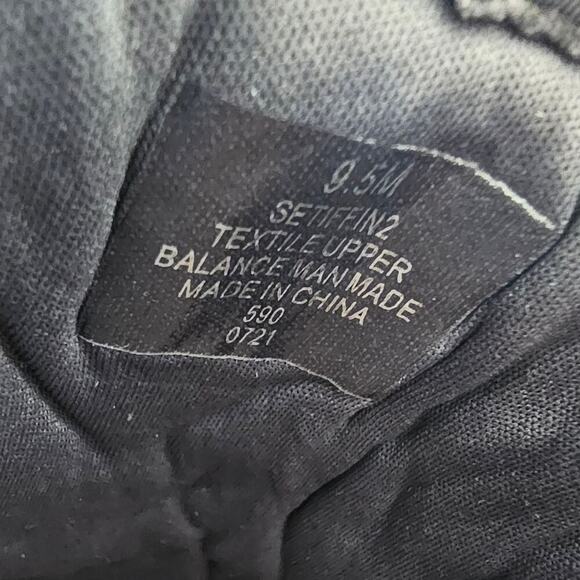 9.5M
SETIFFIN2
TEXTILE UPPER
BALANCE MAN MADE
MADE IN CHINA
590
0721